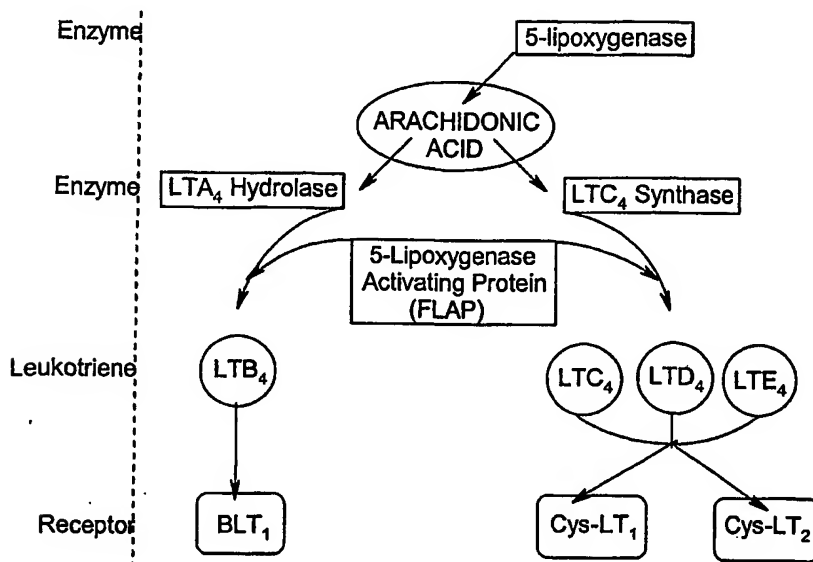 Enzyme
5-lipoxygenase
ARACHIDONIC
ACID
Enzyme
LTA₄ Hydrolase
LTC₄ Synthase
5-Lipoxygenase
Activating Protein
(FLAP)
Leukotriene
LTB₄
LTC₄
LTD₄
LTE₄
Receptor
BLT₁
Cys-LT₁
Cys-LT₂